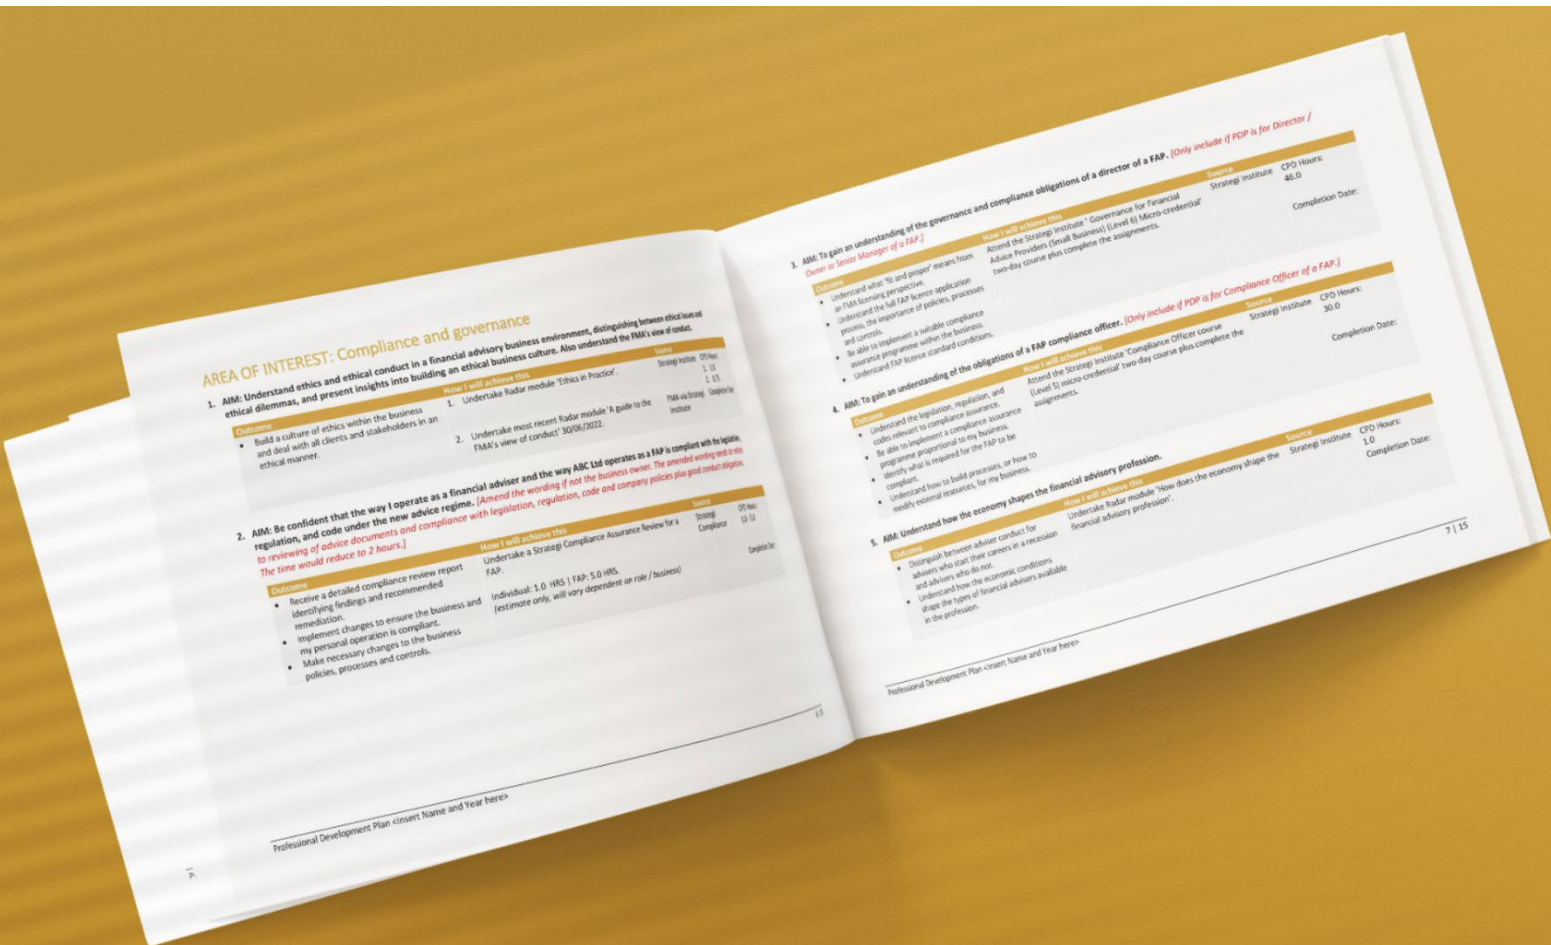 AREA OF INTEREST: Compliance and governance
1. AIM: Understand ethics and ethical conduct in a financial advisory business environment, distinguishing between ethical issues and
ethical dilemmas, and present insights into building an ethical business culture. Also understand the FMA's view of conduct.
Outcome How I will achieve this Source
• Build a culture of ethics within the business
and deal with all clients and stakeholders in an
ethical manner.
1. Undertake Radar module 'Ethics in Practice'.
2. Undertake most recent Radar module 'A guide to the
FMA's view of conduct' 30/06/2022.
Strategi Institute
FMA via Strategi
Institute
CPD Hours:
1.
2.
Completion Date:
2. AIM: Be confident that the way I operate as a financial adviser and the way ABC Ltd operates as a FAP is compliant with the legislation,
regulation, and code under the new advice regime. [Amend the wording if not the business owner. The amended wording needs to relate
to reviewing of advice documents and compliance with legislation, regulation, code and company policies plus good conduct obligations.
The time would reduce to 2 hours.]
Outcome How I will achieve this Source
• Receive a detailed compliance review report
identifying findings and recommended
remediation.
• Implement changes to ensure the business and
my personal operation is compliant.
• Make necessary changes to the business
policies, processes and controls.
Undertake a Strategi Compliance Assurance Review for a
FAP.
Individual: 1.0 HRS | FAP: 5.0 HRS.
(estimate only, will vary dependent on role / business)
Strategi
Compliance
CPD Hours:
Completion Date:
Professional Development Plan <Insert Name and Year here>
3. AIM: To gain an understanding of the governance and compliance obligations of a director of a FAP. [Only include if PDP is for Director /
Owner or Senior Manager of a FAP.]
Outcome How I will achieve this Source
• Understand what 'fit and proper' means from
an FMA licensing perspective.
• Understand the full FAP licence application
process, the importance of policies, processes
and controls.
• Be able to implement a suitable compliance
assurance programme within the business.
• Understand FAP licence standard conditions.
Attend the Strategi Institute ' Governance for Financial
Advice Providers (Small Business) (Level 6) Micro-credential'
two-day course plus complete the assignments.
Strategi Institute
CPD Hours:
46.0
Completion Date:
4. AIM: To gain an understanding of the obligations of a FAP compliance officer. [Only include if PDP is for Compliance Officer of a FAP.]
Outcome How I will achieve this Source
• Understand the legislation, regulation, and
codes relevant to compliance assurance.
• Be able to implement a compliance assurance
programme proportional to my business.
• Identify what is required for the FAP to be
compliant.
• Understand how to build processes, or how to
modify external resources, for my business.
Attend the Strategi Institute 'Compliance Officer course
(Level 5) micro-credential' two-day course plus complete the
assignments.
Strategi Institute
CPD Hours:
30.0
Completion Date:
5. AIM: Understand how the economy shapes the financial advisory profession.
Outcome How I will achieve this Source
• Distinguish between adviser conduct for
advisers who start their careers in a recession
and advisers who do not.
• Understand how the economic conditions
shape the types of financial advisers available
in the profession.
Undertake Radar module 'How does the economy shape the
financial advisory profession'.
Strategi Institute
CPD Hours:
1.0
Completion Date:
7 | 15
Professional Development Plan <Insert Name and Year here>